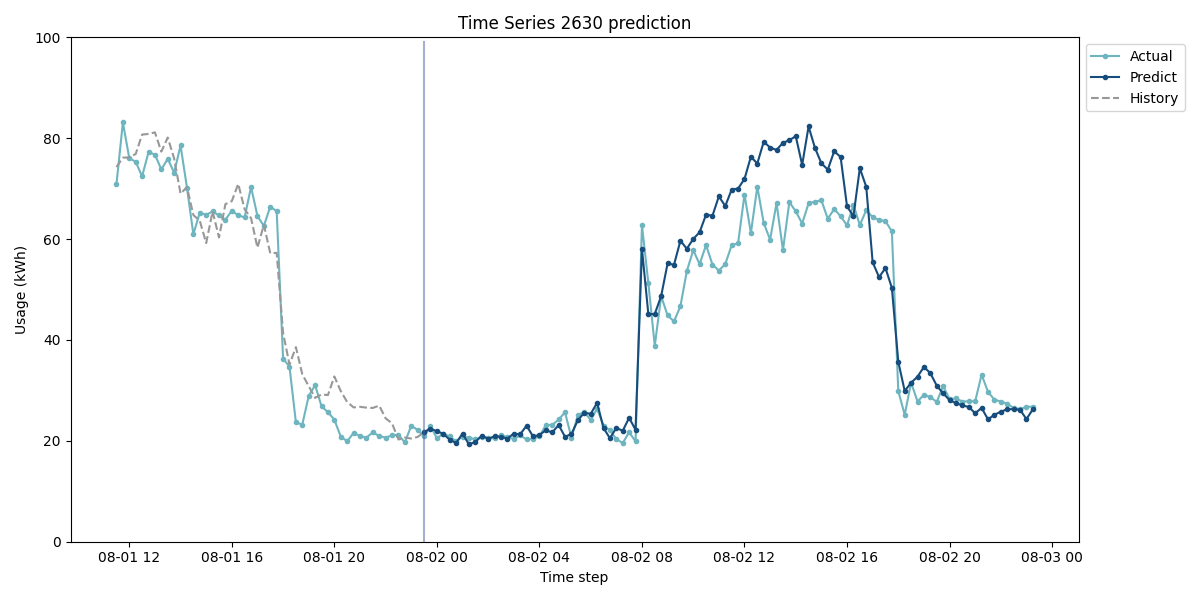 Time Series 2630 prediction
Usage (kWh)
100
80
60
40
20
0
08-01 12
08-01 16
08-01 20
08-02 00
08-02 04
08-02 08
08-02 12
08-02 16
08-02 20
08-03 00
Time step
Actual
Predict
History